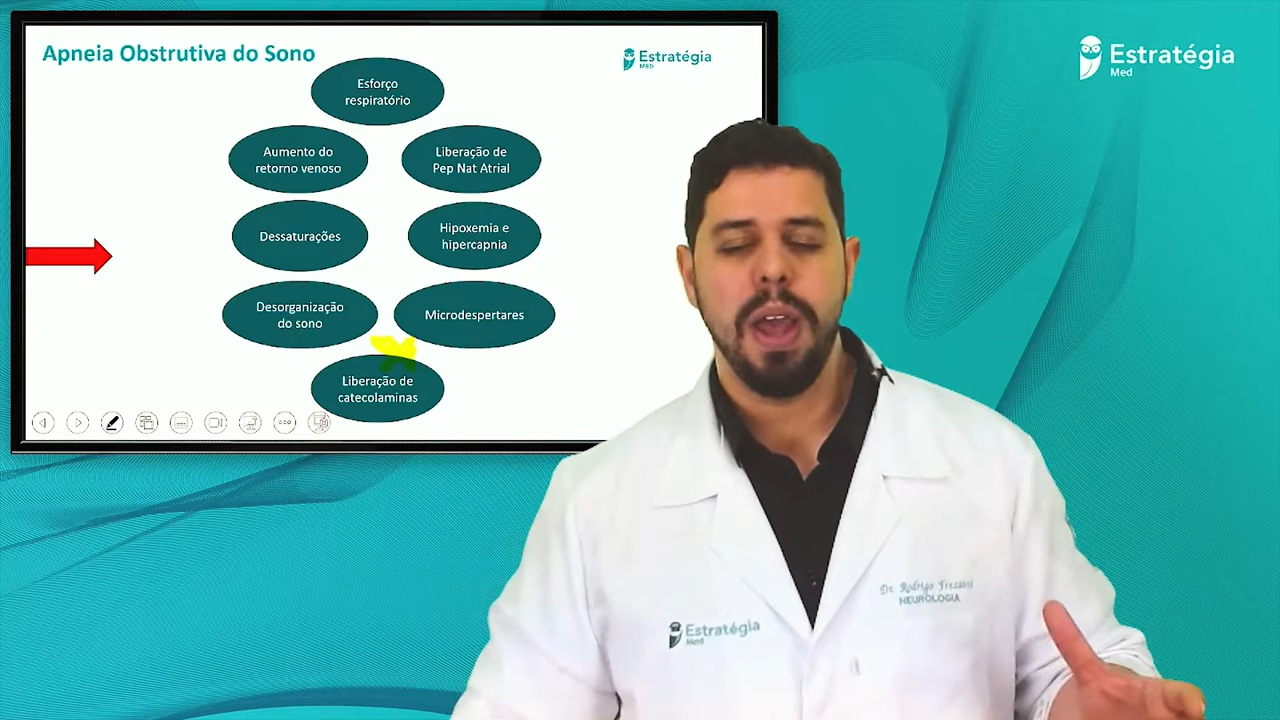 Apneia Obstrutiva do Sono
Estratégia
MED
Esforço
respiratório
Aumento do
retorno venoso
Liberação de
Pep Nat Atrial
Dessaturações
Hipoxemia e
hipercapnia
Desorganização
do sono
Microdespertares
Liberação de
catecolaminas
Estratégia
Med
Dr. Rodrigo
NEUROLOGIA
Estratégia
Med